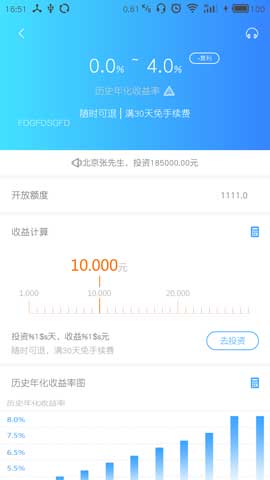 16:51 0.61 K/s 100
0.0% ~ 4.0% +复利
历史年化收益率
随时可退 | 满30天免手续费
FDGFDSGFD
北京张先生、投资185000.00元
开放额度 1111.0
收益计算
10.000元
1.000 10.000 20.000
投资%1$s天、收益%1$s元
随时可退，满30天免手续费
去投资
历史年化收益率图
历史年化收益率
8.0%
7.5%
6.5%
5.5%